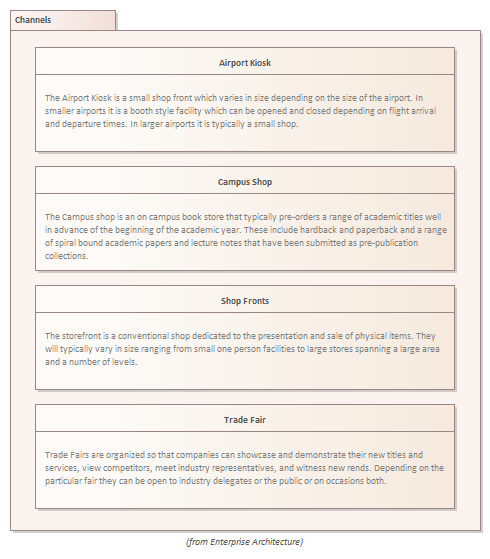 Channels
Airport Kiosk
The Airport Kiosk is a small shop front which varies in size depending on the size of the airport. In
smaller airports it is a booth style facility which can be opened and closed depending on flight arrival
and departure times. In larger airports it is typically a small shop.
Campus Shop
The Campus shop is an on campus book store that typically pre-orders a range of academic titles well
in advance of the beginning of the academic year. These include hardback and paperback and a range
of spiral bound academic papers and lecture notes that have been submitted as pre-publication
collections.
Shop Fronts
The storefront is a conventional shop dedicated to the presentation and sale of physical items. They
will typically vary in size ranging from small one person facilities to large stores spanning a large area
and a number of levels.
Trade Fair
Trade Fairs are organized so that companies can showcase and demonstrate their new titles and
services, view competitors, meet industry representatives, and witness new rends. Depending on the
particular fair they can be open to industry delegates or the public or on occasions both.
(from Enterprise Architecture)